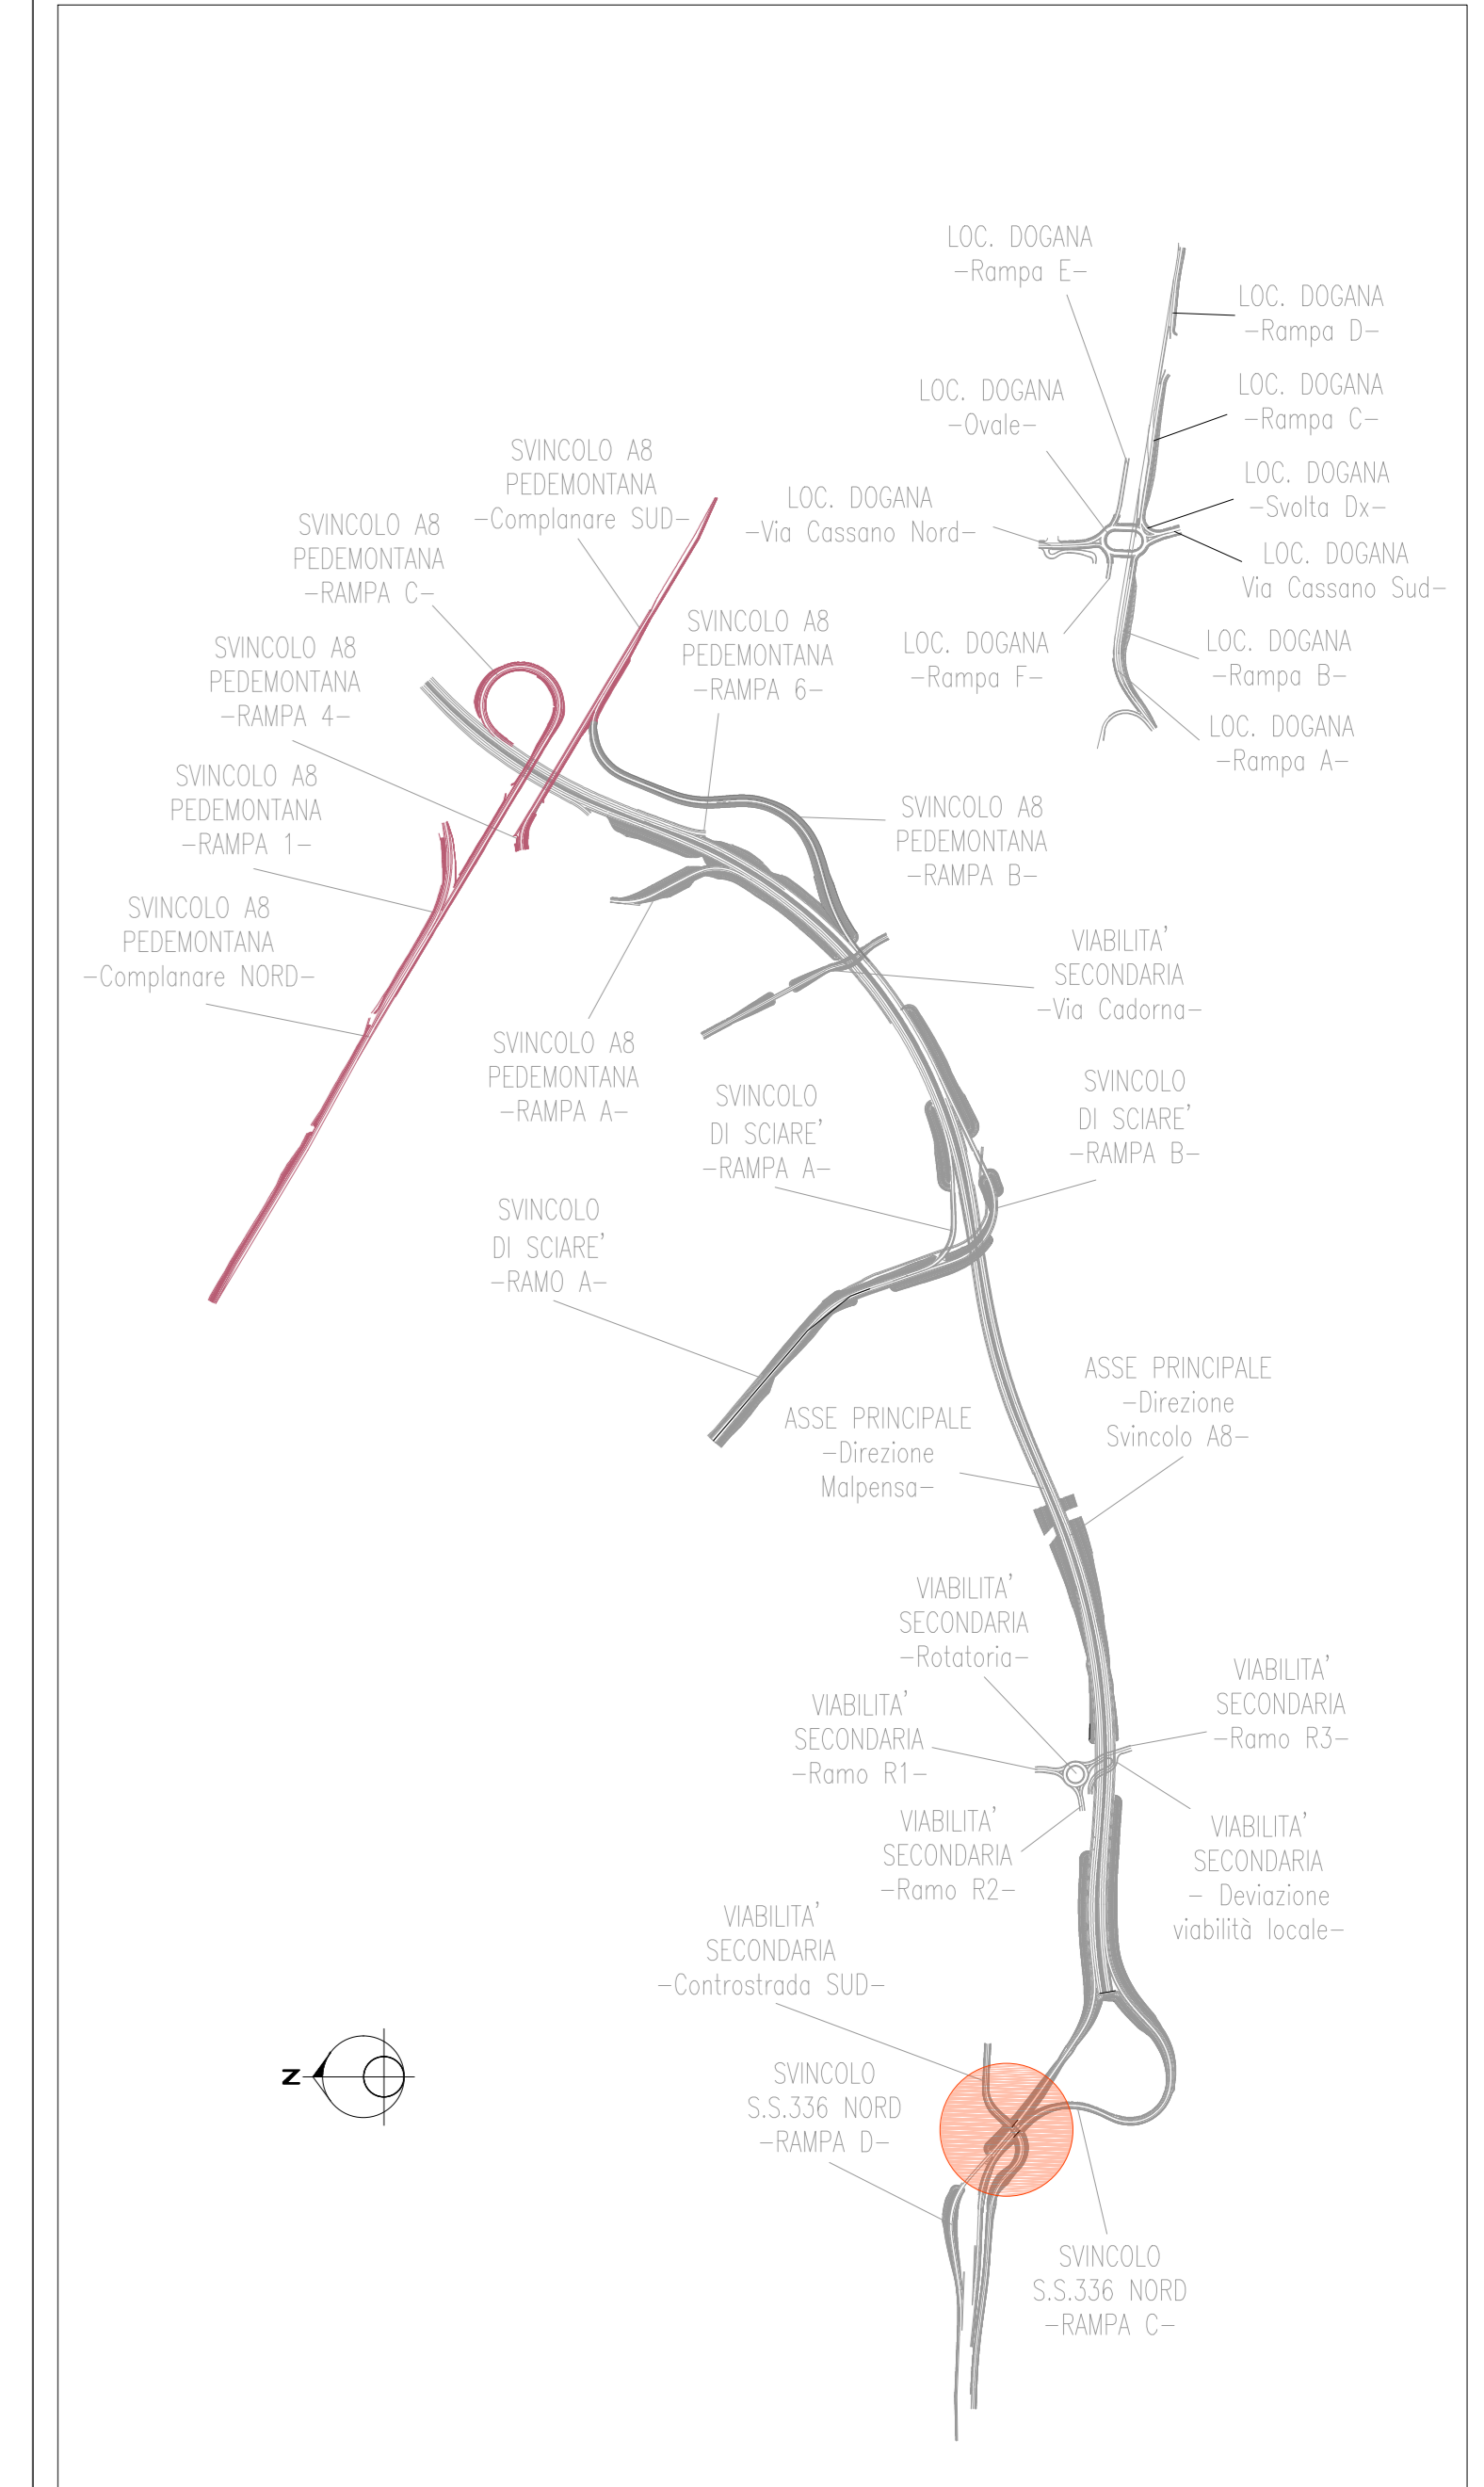 LOC. DOGANA
-Rampa E-
LOC. DOGANA
-Rampa D-
LOC. DOGANA
-Ovale-
LOC. DOGANA
-Rampa C-
SVINCOLO A8
PEDEMONTANA
-Complanare SUD-
LOC. DOGANA
-Via Cassano Nord-
LOC. DOGANA
-Svolta Dx-
SVINCOLO A8
PEDEMONTANA
-RAMPA C-
LOC. DOGANA
Via Cassano Sud-
SVINCOLO A8
PEDEMONTANA
-RAMPA 6-
LOC. DOGANA
-Rampa F-
LOC. DOGANA
-Rampa B-
SVINCOLO A8
PEDEMONTANA
-RAMPA 4-
LOC. DOGANA
-Rampa A-
SVINCOLO A8
PEDEMONTANA
-RAMPA 1-
SVINCOLO A8
PEDEMONTANA
-RAMPA B-
SVINCOLO A8
PEDEMONTANA
-Complanare NORD-
VIABILITA'
SECONDARIA
-Via Cadorna-
SVINCOLO A8
PEDEMONTANA
-RAMPA A-
SVINCOLO
DI SCIARE'
-RAMPA A-
SVINCOLO
DI SCIARE'
-RAMPA B-
SVINCOLO
DI SCIARE'
-RAMO A-
ASSE PRINCIPALE
-Direzione
Svincolo A8-
ASSE PRINCIPALE
-Direzione
Malpensa-
VIABILITA'
SECONDARIA
-Rotatoria-
VIABILITA'
SECONDARIA
-Ramo R3-
VIABILITA'
SECONDARIA
-Ramo R1-
VIABILITA'
SECONDARIA
-Ramo R2-
VIABILITA'
SECONDARIA
- Deviazione
viabilità locale-
VIABILITA'
SECONDARIA
-Controstrada SUD-
N
SVINCOLO
S.S.336 NORD
-RAMPA D-
SVINCOLO
S.S.336 NORD
-RAMPA C-